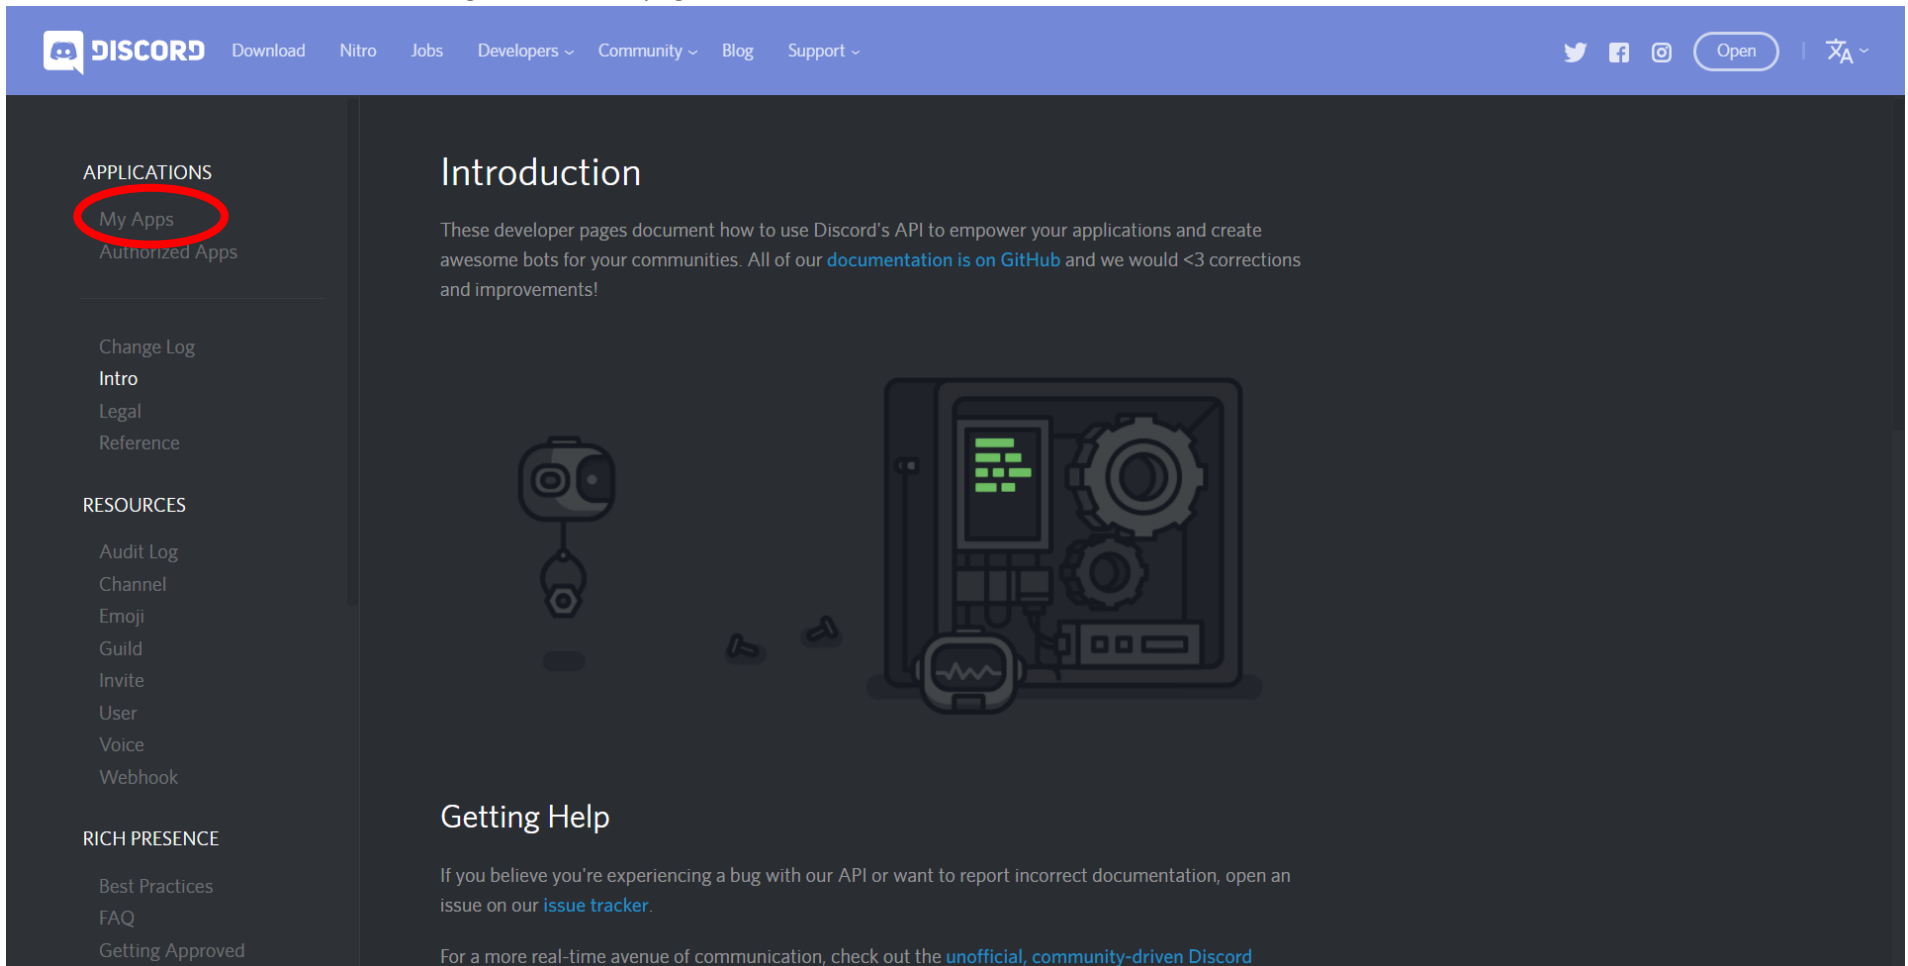 DISCORD Download Nitro Jobs Developers Community Blog Support Open
APPLICATIONS
My Apps
Authorized Apps
Change Log
Intro
Legal
Reference
RESOURCES
Audit Log
Channel
Emoji
Guild
Invite
User
Voice
Webhook
RICH PRESENCE
Best Practices
FAQ
Getting Approved
Introduction
These developer pages document how to use Discord's API to empower your applications and create
awesome bots for your communities. All of our documentation is on GitHub and we would <3 corrections
and improvements!
Getting Help
If you believe you're experiencing a bug with our API or want to report incorrect documentation, open an
issue on our issue tracker.
For a more real-time avenue of communication, check out the unofficial, community-driven Discord